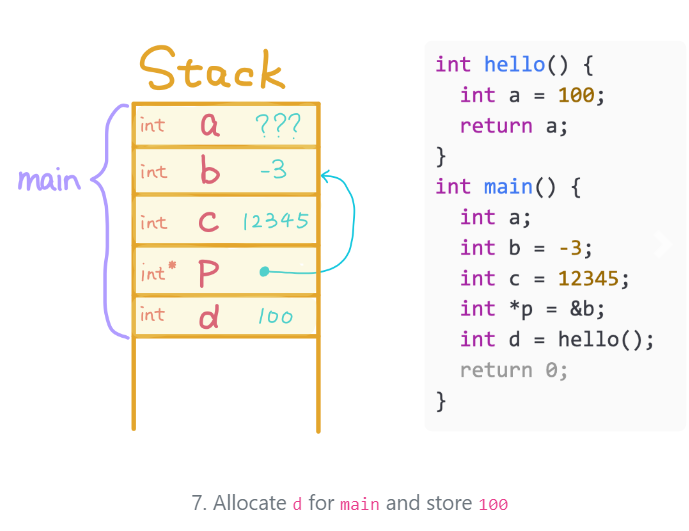 Stack
main
int a ???
int b -3
int c 12345
int* p
int d 100
int hello() {
  int a = 100;
  return a;
}
int main() {
  int a;
  int b = -3;
  int c = 12345;
  int *p = &b;
  int d = hello();
  return 0;
}
7. Allocate d for main and store 100